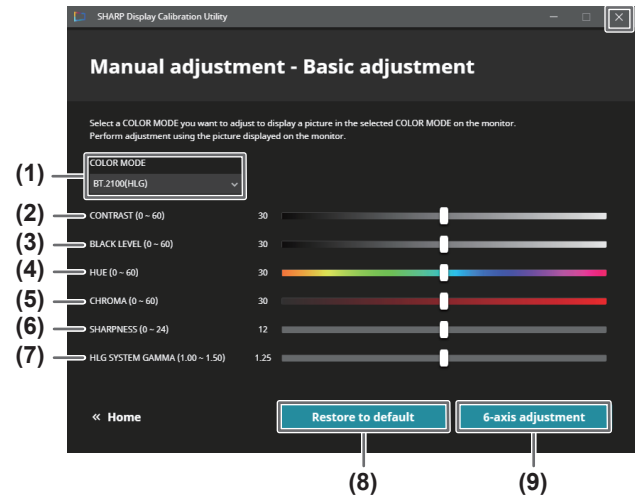 SHARP Display Calibration Utility
Manual adjustment - Basic adjustment
Select a COLOR MODE you want to adjust to display a picture in the selected COLOR MODE on the monitor.
Perform adjustment using the picture displayed on the monitor.
COLOR MODE
(1)
BT.2100(HLG)
(2) CONTRAST (0 ~ 60) 30
(3) BLACK LEVEL (0 ~ 60) 30
(4) HUE (0 ~ 60) 30
(5) CHROMA (0 ~ 60) 30
(6) SHARPNESS (0 ~ 24) 12
(7) HLG SYSTEM GAMMA (1.00 ~ 1.50) 1.25
« Home Restore to default 6-axis adjustment
(8) (9)